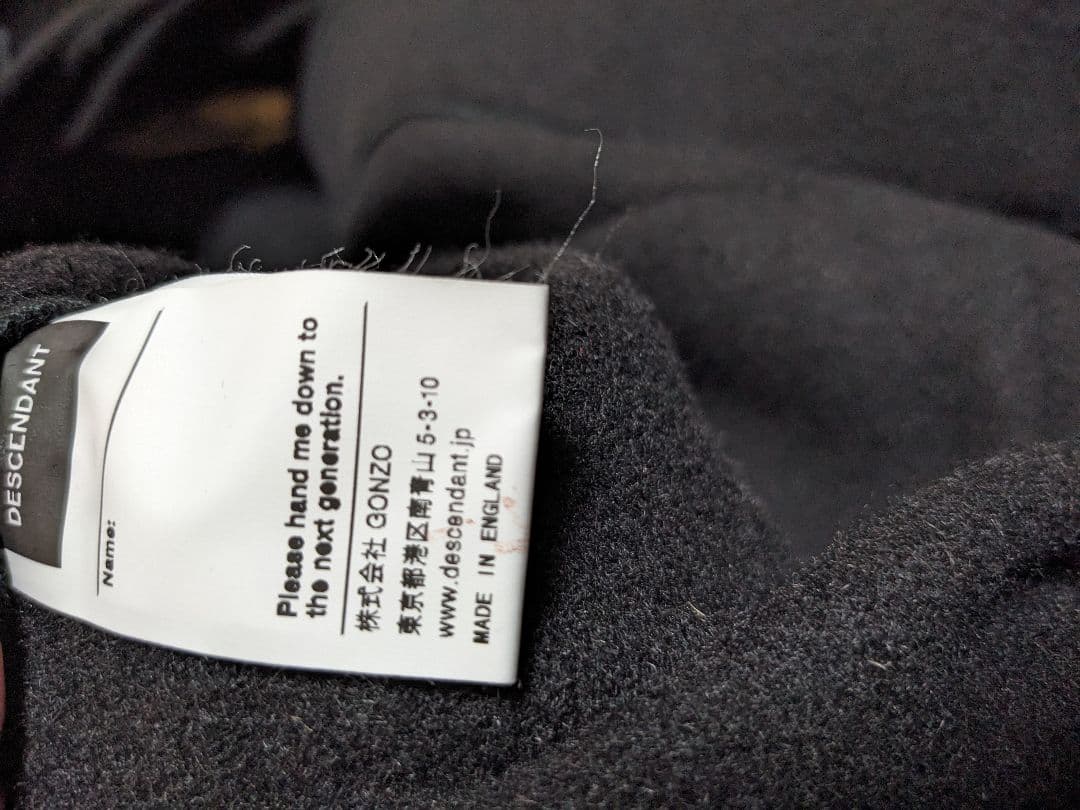 DESCENDANT
Name:
Please hand me down to
the next generation.
株式会社 GONZO
東京都港区南青山 5-3-10
www.descendant.jp
MADE IN ENGLAND